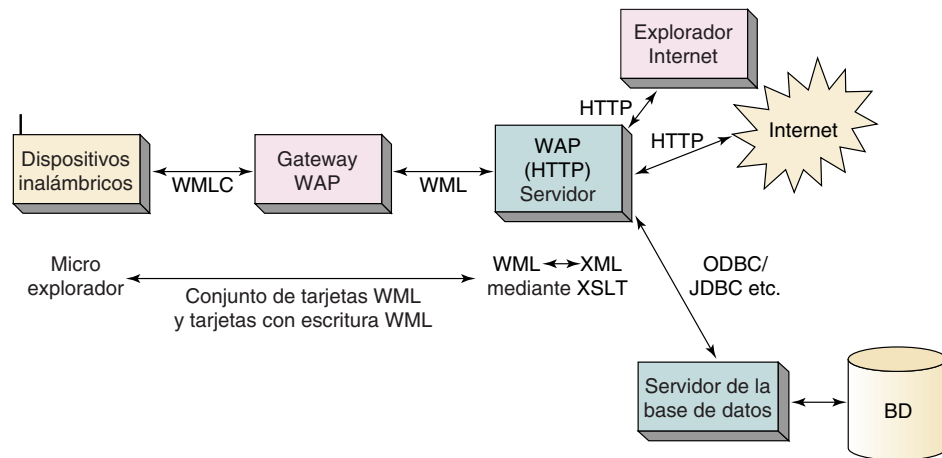 Explorador
Internet
HTTP
Internet
HTTP
WAP
(HTTP)
Servidor
Dispositivos
inalámbricos
WMLC
Gateway
WAP
WML
Micro
explorador
Conjunto de tarjetas WML
y tarjetas con escritura WML
WML XML
mediante XSLT
ODBC/
JDBC etc.
Servidor de la
base de datos
BD